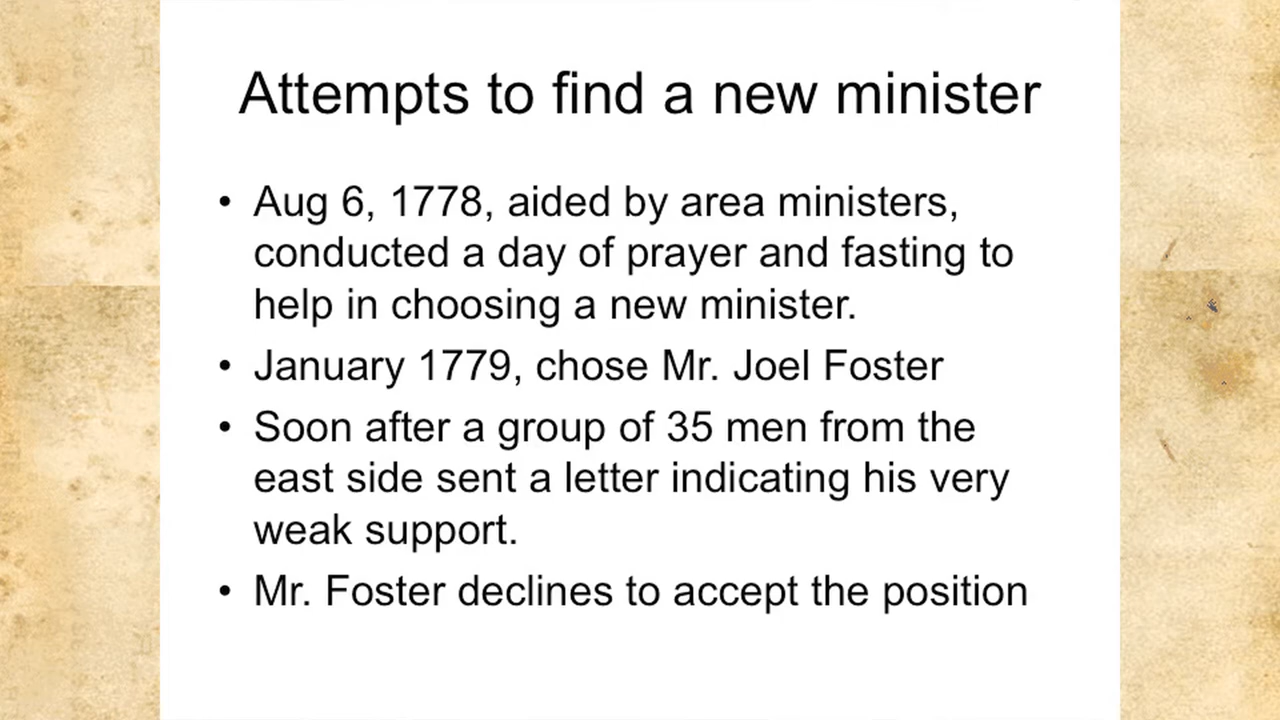 Attempts to find a new minister
• Aug 6, 1778, aided by area ministers,
conducted a day of prayer and fasting to
help in choosing a new minister.
• January 1779, chose Mr. Joel Foster
• Soon after a group of 35 men from the
east side sent a letter indicating his very
weak support.
• Mr. Foster declines to accept the position